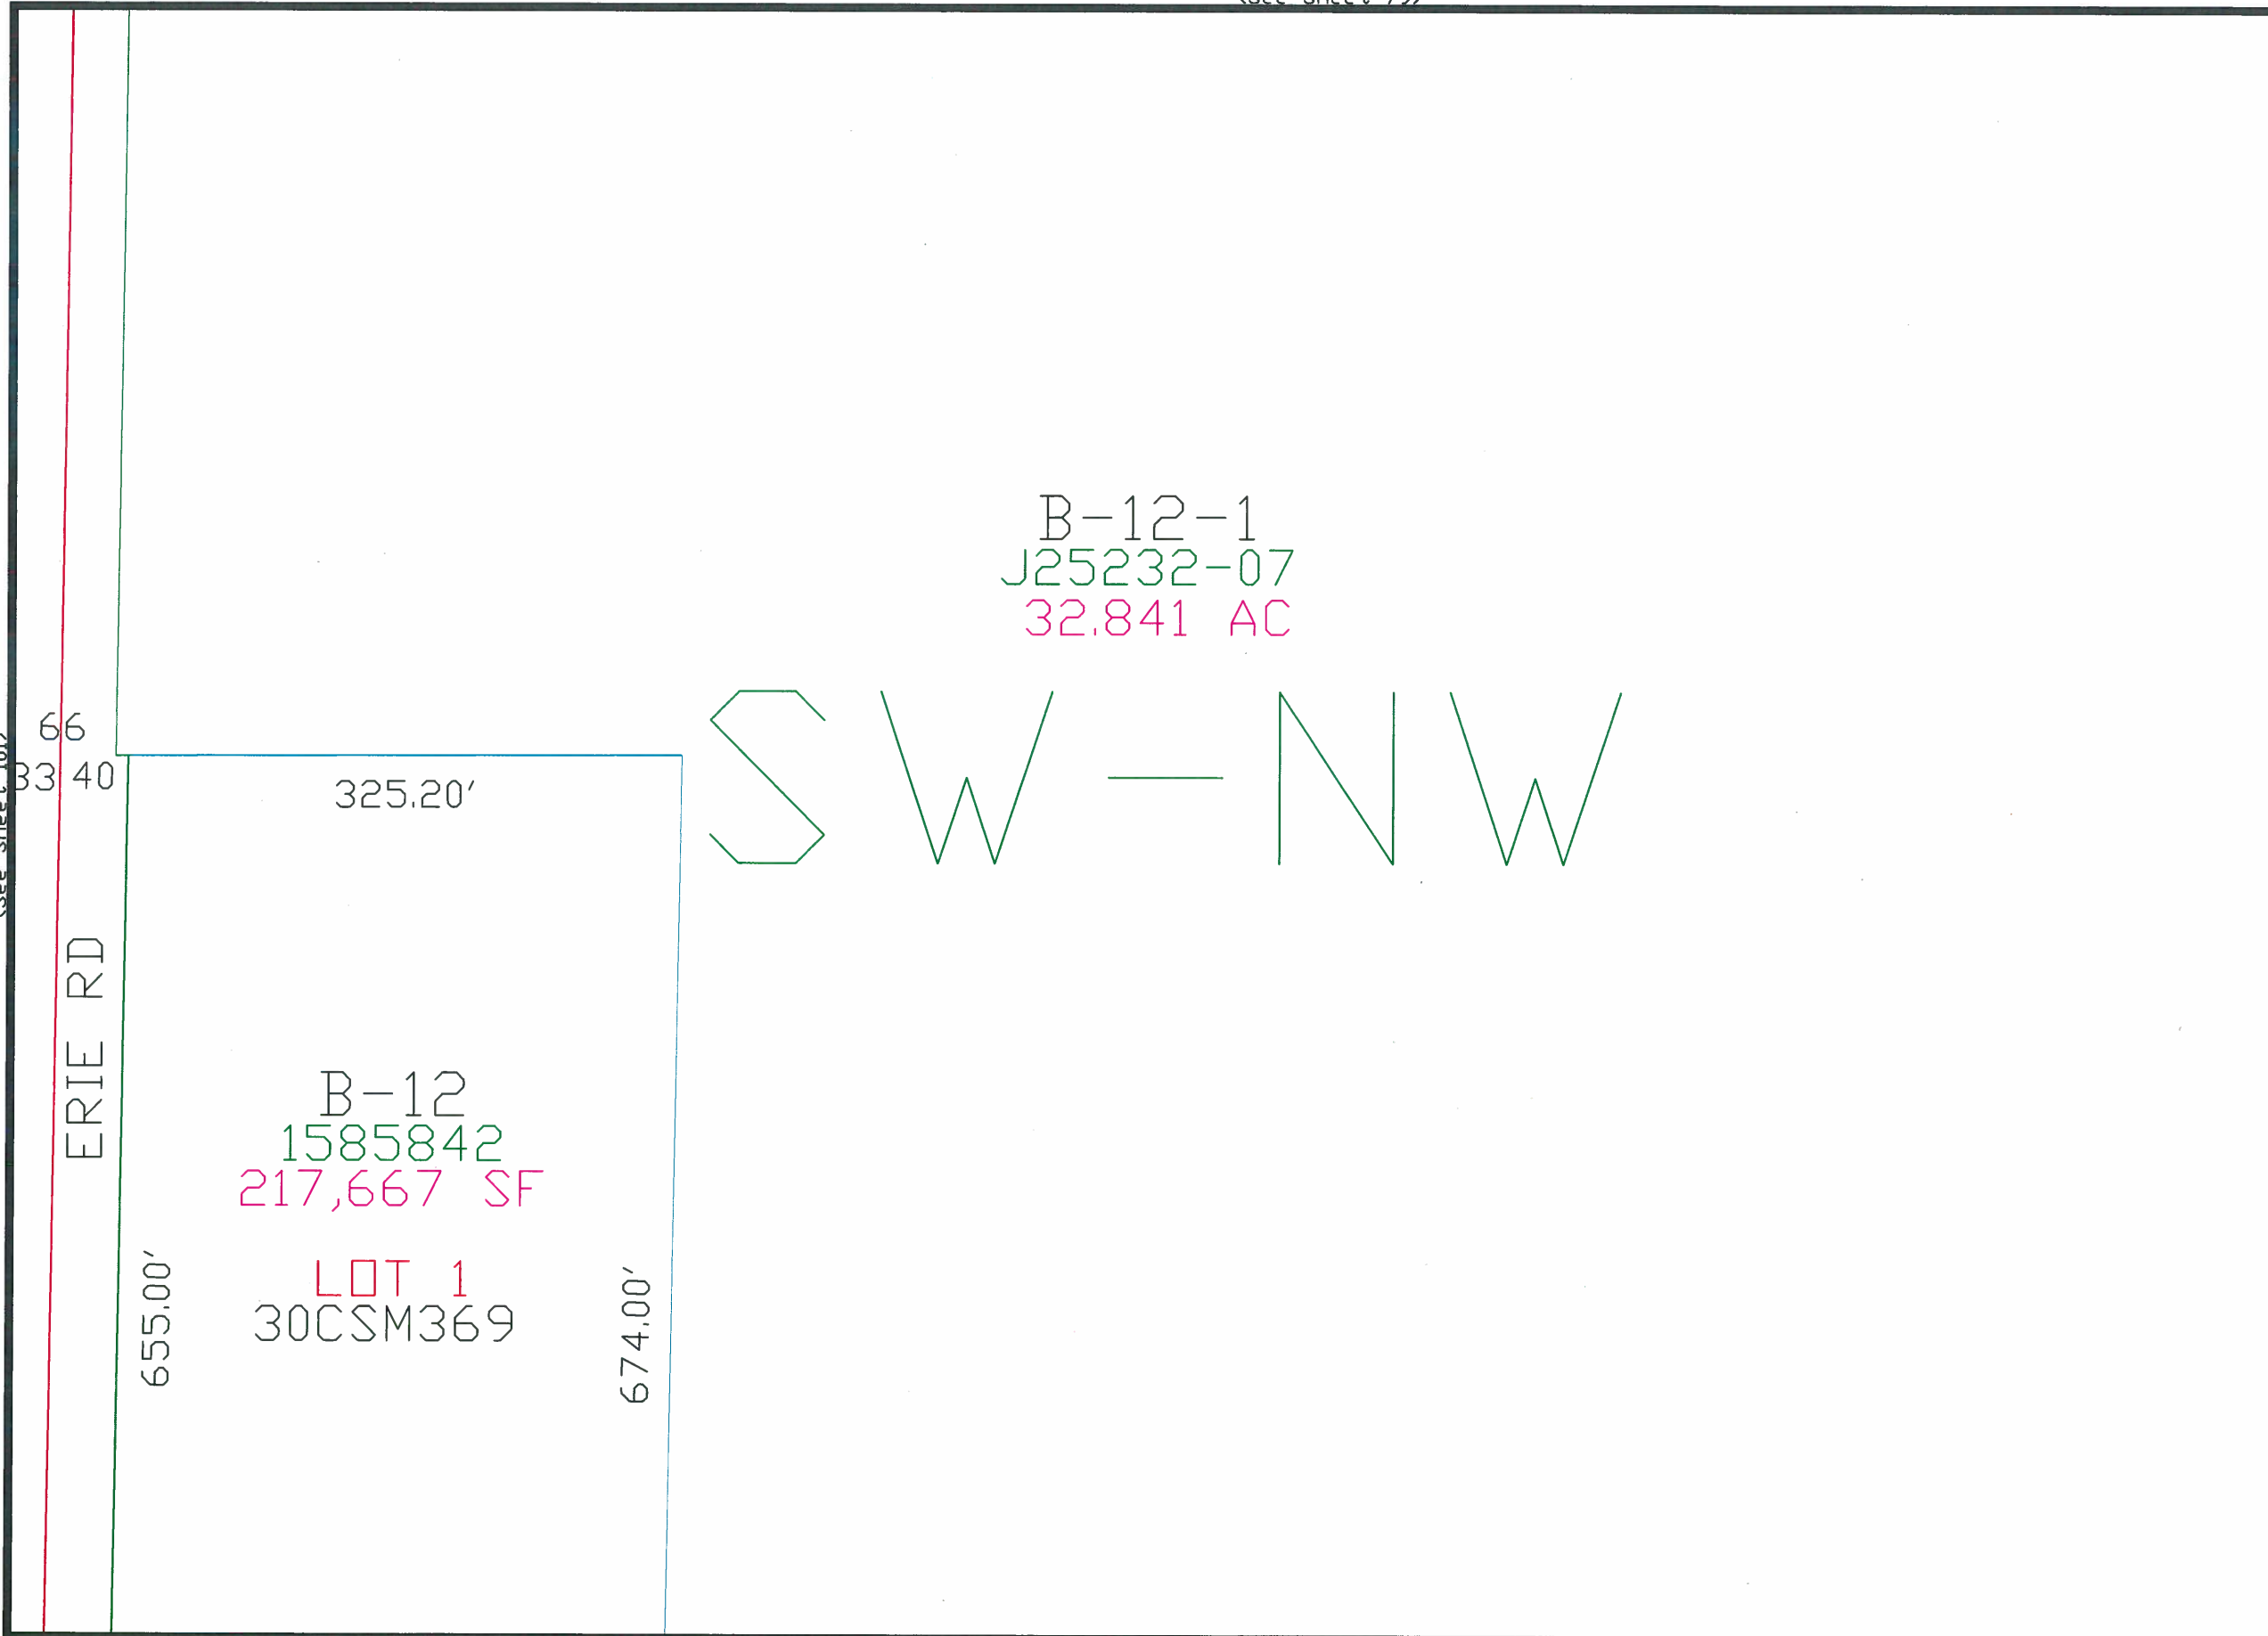 B-12-1
J25232-07
32.841 AC
SW-NW
66
33 40
325.20'
ERIE RD
B-12
1585842
217,667 SF
LOT 1
30CSM369
655.00'
674.00'